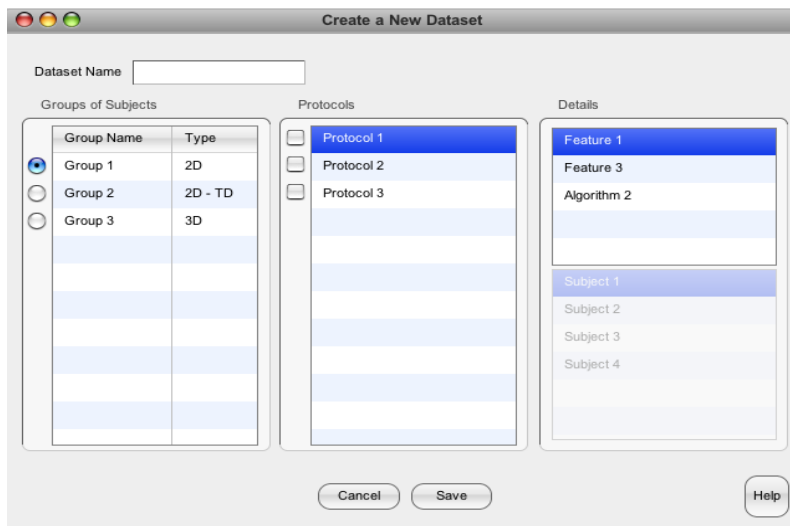 Create a New Dataset
Dataset Name
Groups of Subjects
Group Name Type
Group 1 2D
Group 2 2D - TD
Group 3 3D
Protocols
Protocol 1
Protocol 2
Protocol 3
Details
Feature 1
Feature 3
Algorithm 2
Subject 1
Subject 2
Subject 3
Subject 4
Cancel Save Help